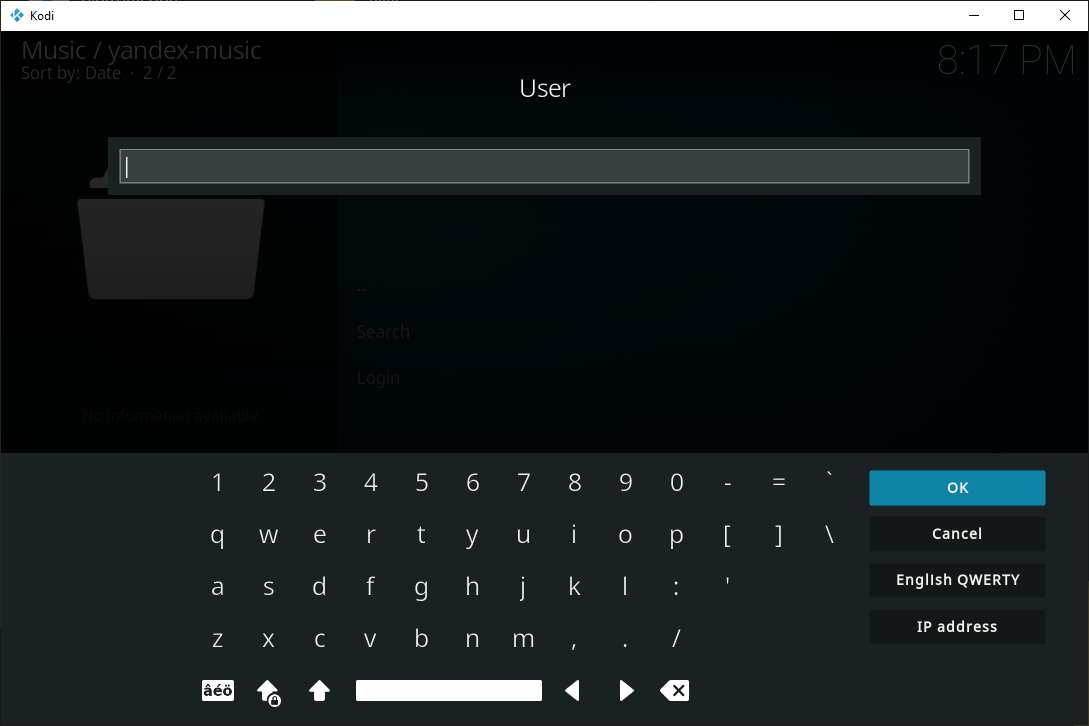 Kodi
Music / yandex-music
Sort by: Date · 2 / 2
8:17 PM
User
..
Search
Login
No information available
1 2 3 4 5 6 7 8 9 0 - = `
q w e r t y u i o p [ ] \
a s d f g h j k l : '
z x c v b n m , . /
âéö
OK
Cancel
English QWERTY
IP address